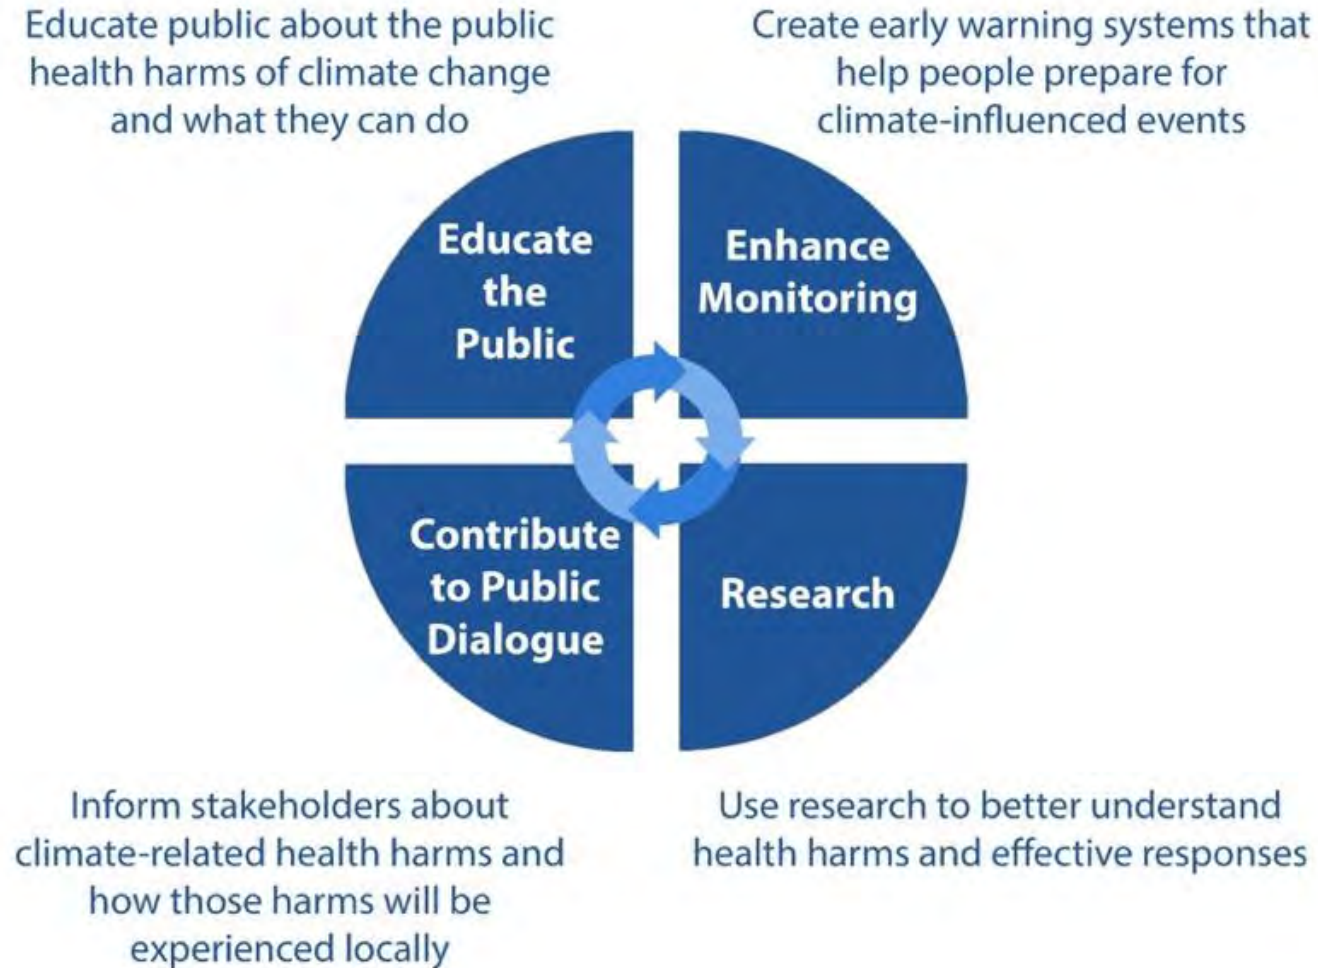 Educate public about the public
health harms of climate change
and what they can do
Create early warning systems that
help people prepare for
climate-influenced events
Educate
the
Public
Enhance
Monitoring
Contribute
to Public
Dialogue
Research
Inform stakeholders about
climate-related health harms and
how those harms will be
experienced locally
Use research to better understand
health harms and effective responses